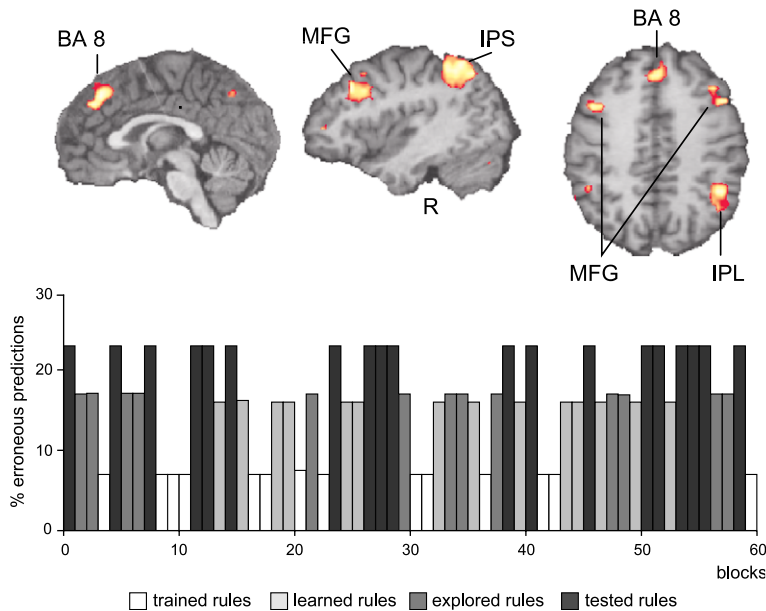 BA 8
MFG
IPS
BA 8
R
MFG
IPL
% erroneous predictions
30
20
10
0
0
10
20
30
40
50
60
blocks
trained rules
learned rules
explored rules
tested rules